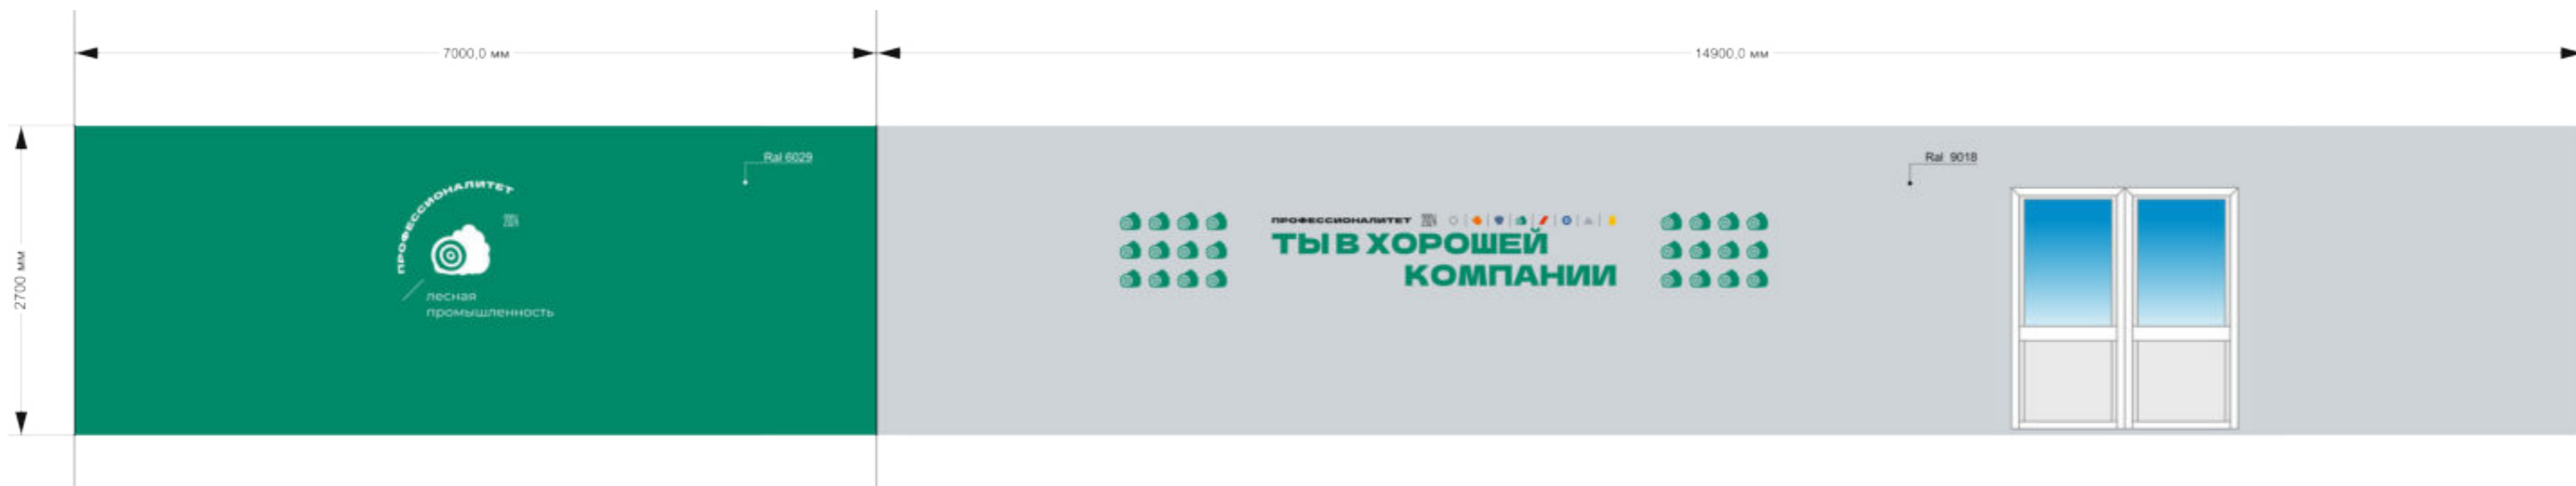 7000,0 мм
14900,0 мм
2700 мм
Ral 6029
ПРОФЕССИОНАЛИТЕТ
лесная
промышленность
Ral 9018
ПРОФЕССИОНАЛИТЕТ
ТЫ В ХОРОШЕЙ
КОМПАНИИ